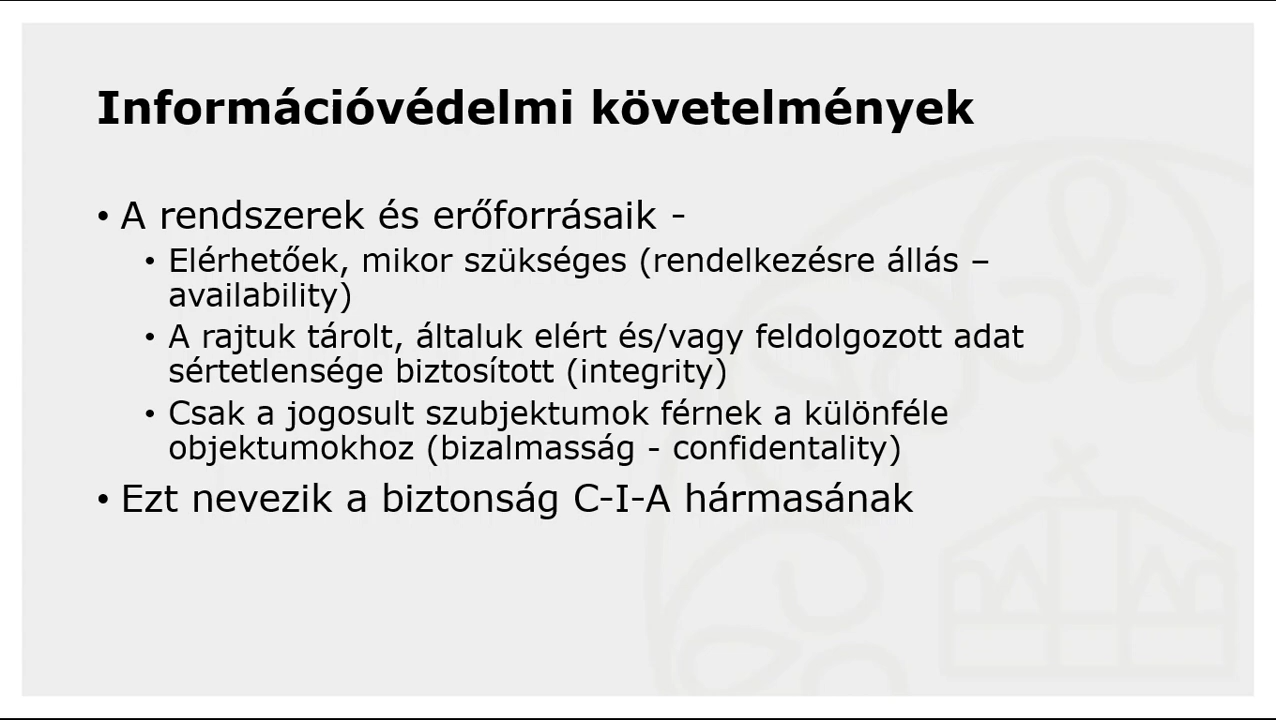 Információvédelmi követelmények
• A rendszerek és erőforrásaik -
• Elérhetőek, mikor szükséges (rendelkezésre állás –
availability)
• A rajtuk tárolt, általuk elért és/vagy feldolgozott adat
sértetlensége biztosított (integrity)
• Csak a jogosult szubjektumok férnek a különféle
objektumokhoz (bizalmasság - confidentality)
• Ezt nevezik a biztonság C-I-A hármasának